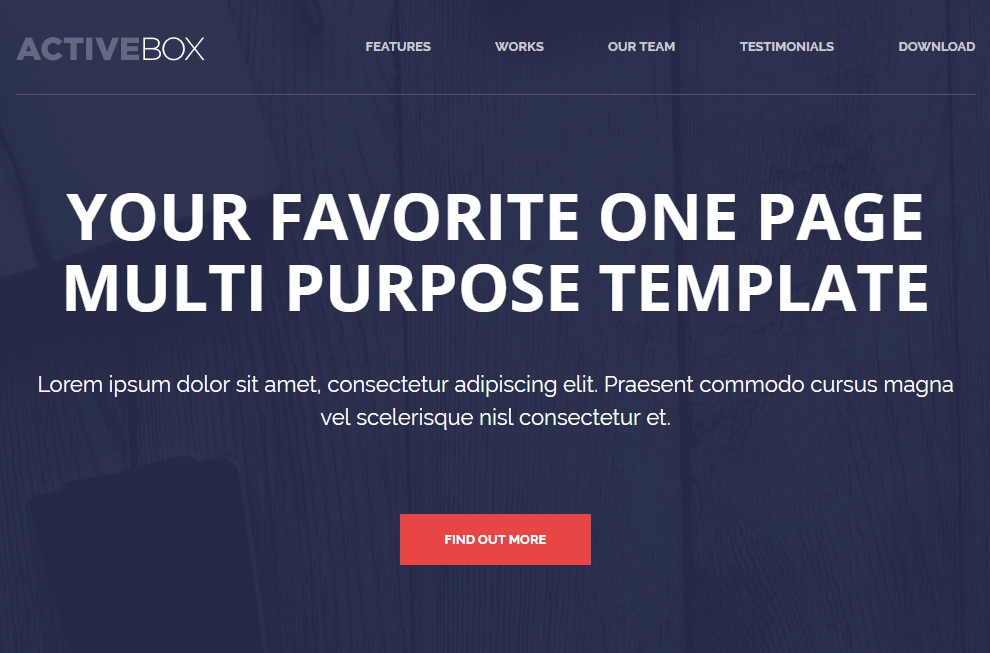 ACTIVEBOX
FEATURES WORKS OUR TEAM TESTIMONIALS DOWNLOAD
YOUR FAVORITE ONE PAGE
MULTI PURPOSE TEMPLATE
Lorem ipsum dolor sit amet, consectetur adipiscing elit. Praesent commodo cursus magna
vel scelerisque nisl consectetur et.
FIND OUT MORE